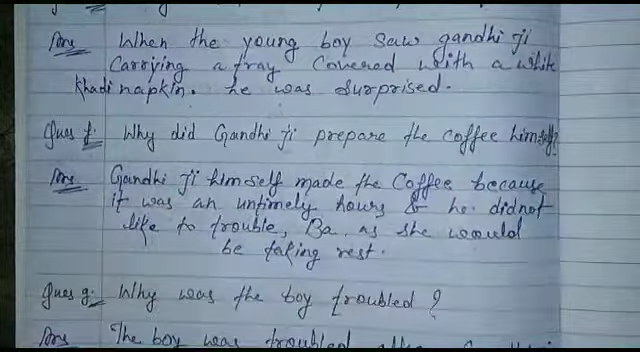 Ans When the young boy saw gandhi ji
Carrying a tray Covered with a white
khadi napkin. he was surprised.
Ques f. Why did Gandhi ji prepare the coffee himself?
Ans Gandhi ji himself made the Coffee because
it was an untimely hours & he didnot
like to trouble, Ba, as she would
be taking rest.
Ques g. Why was the boy troubled ?
Ans The boy was troubled